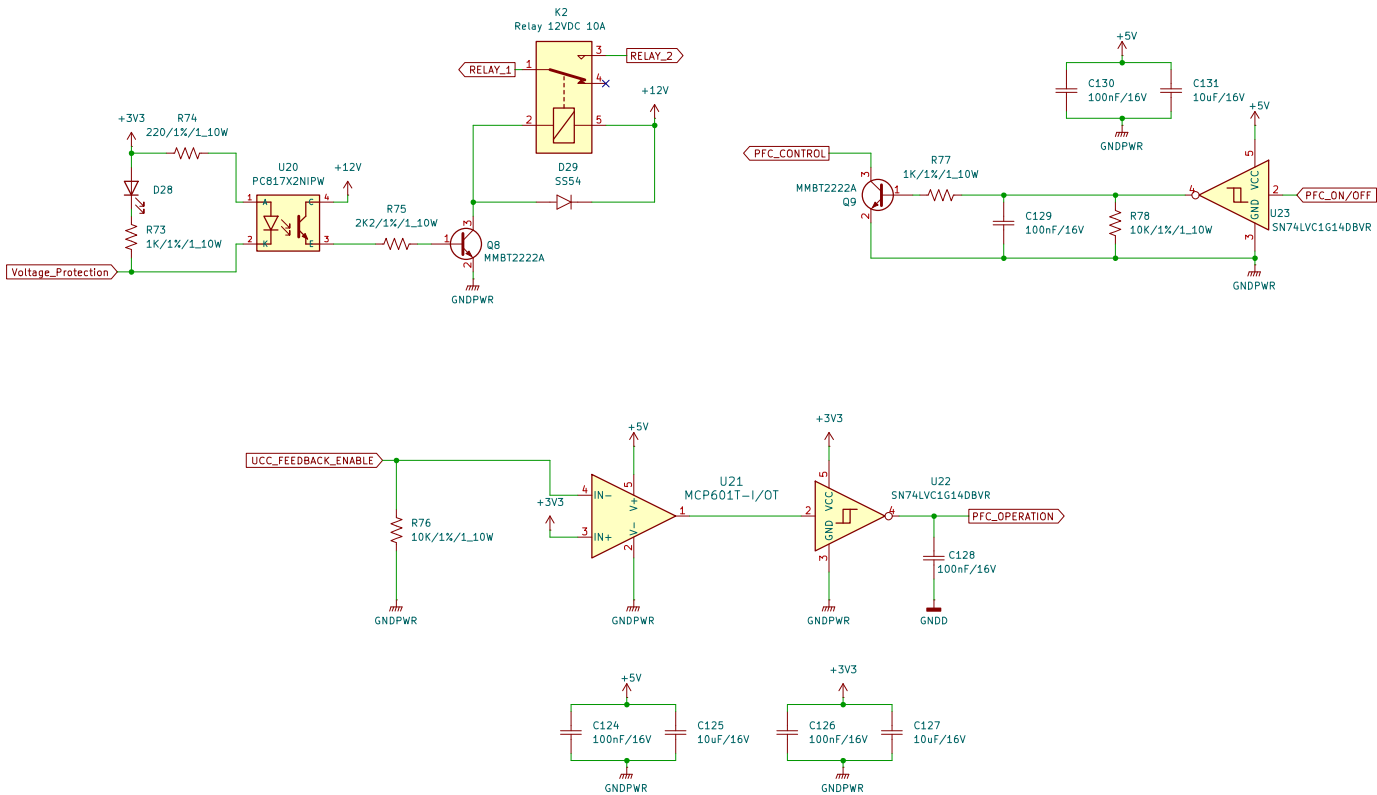 K2
Relay 12VDC 10A
RELAY_1
1
3
RELAY_2
4
2
5
+12V
D29
SS54
+3V3
R74
220/1%/1_10W
D28
R73
1K/1%/1_10W
Voltage_Protection
U20
PC817X2NIPW
1
A
C
4
2
K
E
3
+12V
R75
2K2/1%/1_10W
1
3
2
Q8
MMBT2222A
GNDPWR
+5V
C130
100nF/16V
C131
10uF/16V
GNDPWR
+5V
PFC_CONTROL
MMBT2222A
Q9
3
1
2
R77
1K/1%/1_10W
C129
100nF/16V
R78
10K/1%/1_10W
4
5
VCC
GND
3
2
PFC_ON/OFF
U23
SN74LVC1G14DBVR
GNDPWR
UCC_FEEDBACK_ENABLE
R76
10K/1%/1_10W
GNDPWR
+3V3
+5V
4
IN-
3
IN+
5
V+
V-
2
1
U21
MCP601T-I/OT
GNDPWR
+3V3
2
5
VCC
GND
3
4
U22
SN74LVC1G14DBVR
PFC_OPERATION
GNDPWR
C128
100nF/16V
GNDD
+5V
C124
100nF/16V
C125
10uF/16V
GNDPWR
+3V3
C126
100nF/16V
C127
10uF/16V
GNDPWR